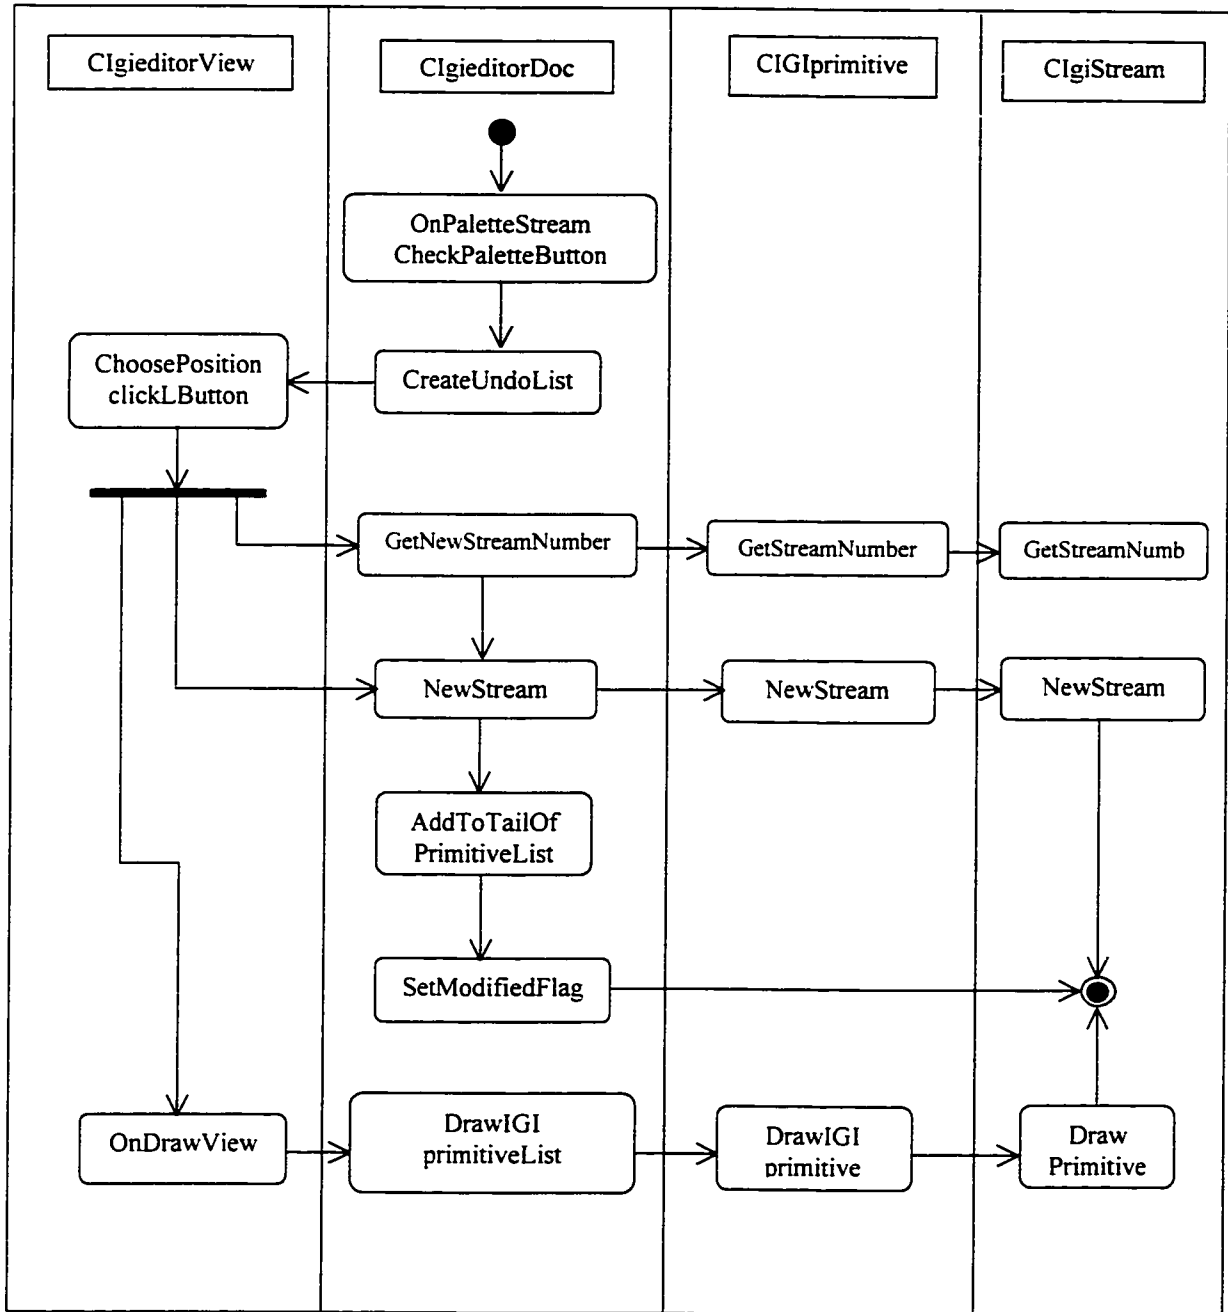 CIgieditorView
CIgieditorDoc
CIGIprimitive
CIgiStream
OnPaletteStream
CheckPaletteButton
ChoosePosition
clickLButton
CreateUndoList
GetNewStreamNumber
GetStreamNumber
GetStreamNumb
NewStream
NewStream
NewStream
AddToTailOf
PrimitiveList
SetModifiedFlag
OnDrawView
DrawIGI
primitiveList
DrawIGI
primitive
Draw
Primitive